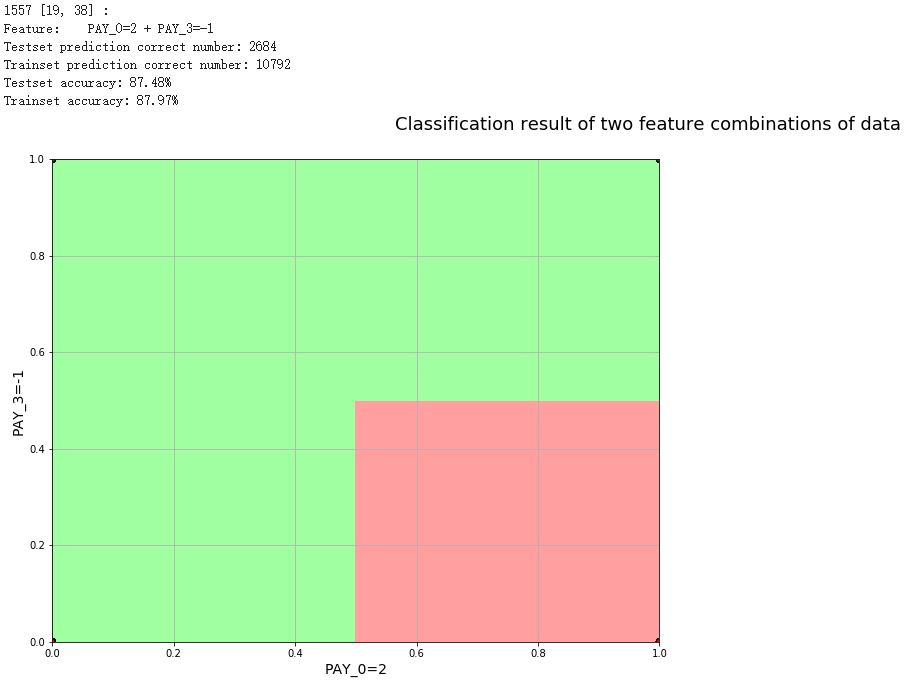 1557 [19, 38] :
Feature: PAY_0=2 + PAY_3=-1
Testset prediction correct number: 2684
Trainset prediction correct number: 10792
Testset accuracy: 87.48%
Trainset accuracy: 87.97%
Classification result of two feature combinations of data
1.0
0.8
0.6
0.4
0.2
0.0
PAY_3=-1
0.0 0.2 0.4 0.6 0.8 1.0
PAY_0=2